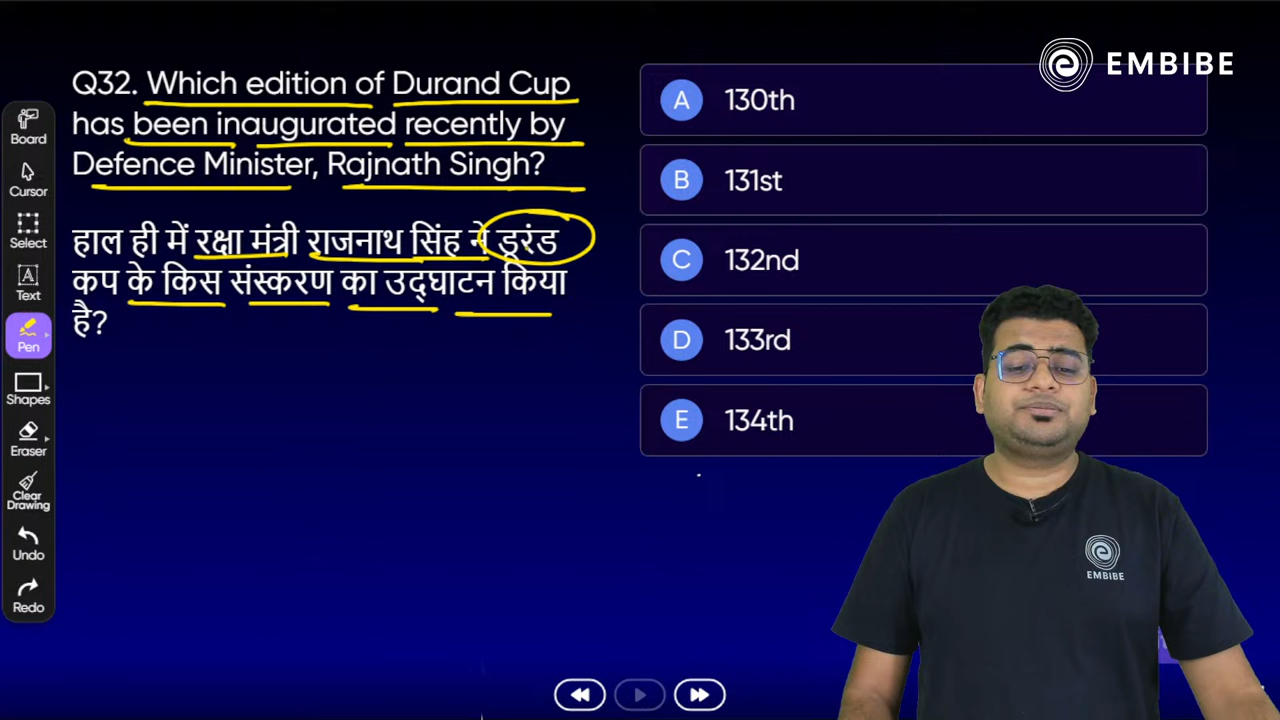 EMBIBE
Q32. Which edition of Durand Cup
has been inaugurated recently by
Defence Minister, Rajnath Singh?
हाल ही में रक्षा मंत्री राजनाथ सिंह ने डूरंड
कप के किस संस्करण का उद्घाटन किया
है?
A 130th
B 131st
C 132nd
D 133rd
E 134th
Board
Cursor
Select
Text
Pen
Shapes
Eraser
Clear
Drawing
Undo
Redo
EMBIBE